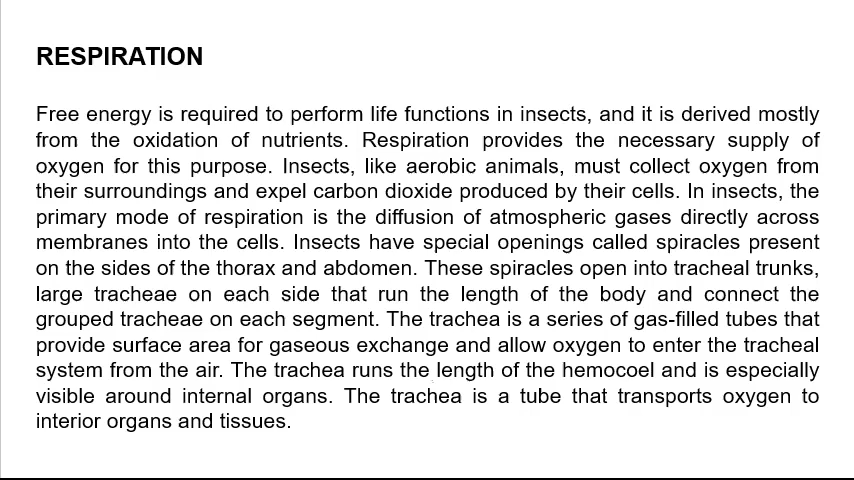 RESPIRATION
Free energy is required to perform life functions in insects, and it is derived mostly
from the oxidation of nutrients. Respiration provides the necessary supply of
oxygen for this purpose. Insects, like aerobic animals, must collect oxygen from
their surroundings and expel carbon dioxide produced by their cells. In insects, the
primary mode of respiration is the diffusion of atmospheric gases directly across
membranes into the cells. Insects have special openings called spiracles present
on the sides of the thorax and abdomen. These spiracles open into tracheal trunks,
large tracheae on each side that run the length of the body and connect the
grouped tracheae on each segment. The trachea is a series of gas-filled tubes that
provide surface area for gaseous exchange and allow oxygen to enter the tracheal
system from the air. The trachea runs the length of the hemocoel and is especially
visible around internal organs. The trachea is a tube that transports oxygen to
interior organs and tissues.